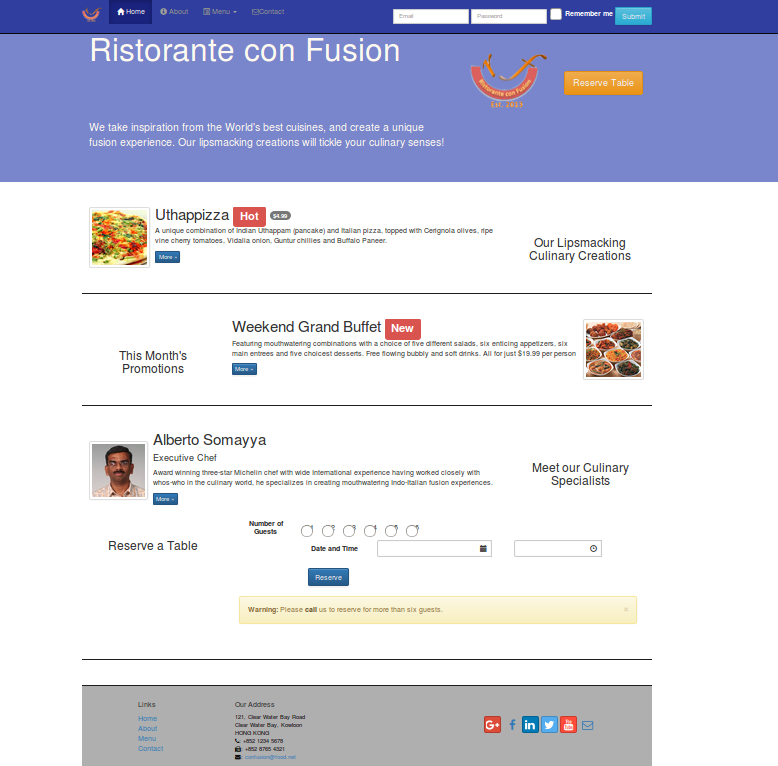 Home About Menu Contact Email Password Remember me Submit
Ristorante con Fusion
Ristorante con Fusion
Reserve Table
We take inspiration from the World's best cuisines, and create a unique
fusion experience. Our lipsmacking creations will tickle your culinary senses!
Uthappizza Hot $4.99
A unique combination of Indian Uthappam (pancake) and Italian pizza, topped with Cerignola olives, ripe
vine cherry tomatoes, Vidalia onion, Guntur chillies and Buffalo Paneer.
More »
Our Lipsmacking
Culinary Creations
This Month's
Promotions
Weekend Grand Buffet New
Featuring mouthwatering combinations with a choice of five different salads, six enticing appetizers, six
main entrees and five choicest desserts. Free flowing bubbly and soft drinks. All for just $19.99 per person
More »
Alberto Somayya
Executive Chef
Award winning three-star Michelin chef with wide International experience having worked closely with
whos-who in the culinary world, he specializes in creating mouthwatering Indo-Italian fusion experiences.
More »
Meet our Culinary
Specialists
Reserve a Table
Number of
Guests
Date and Time
Reserve
Warning: Please call us to reserve for more than six guests. ×
Links
Home
About
Menu
Contact
Our Address
121, Clear Water Bay Road
Clear Water Bay, Kowloon
HONG KONG
: +852 1234 5678
: +852 8765 4321
: confusion@food.net
G+ f in You Tube